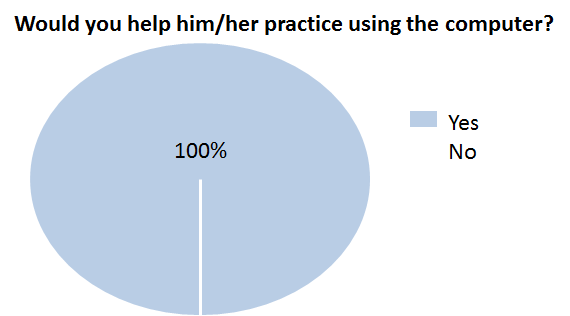 Would you help him/her practice using the computer?
100%
Yes
No